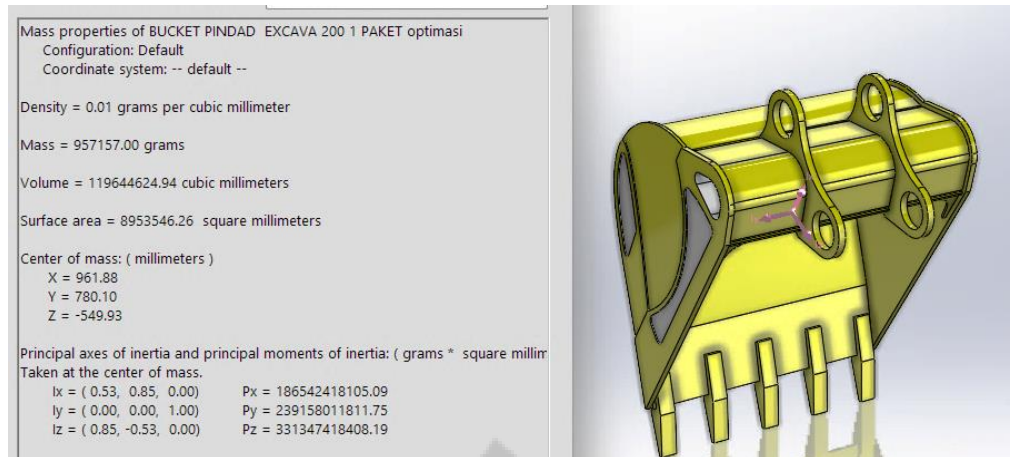 Mass properties of BUCKET PINDAD  EXCAVA 200 1 PAKET optimasi
Configuration: Default
Coordinate system: -- default --
Density = 0.01 grams per cubic millimeter
Mass = 957157.00 grams
Volume = 119644624.94 cubic millimeters
Surface area = 8953546.26  square millimeters
Center of mass: ( millimeters )
X = 961.88
Y = 780.10
Z = -549.93
Principal axes of inertia and principal moments of inertia: ( grams *  square millim
Taken at the center of mass.
Ix = ( 0.53,  0.85,  0.00)     Px = 186542418105.09
Iy = ( 0.00,  0.00,  1.00)     Py = 239158011811.75
Iz = ( 0.85, -0.53,  0.00)     Pz = 331347418408.19